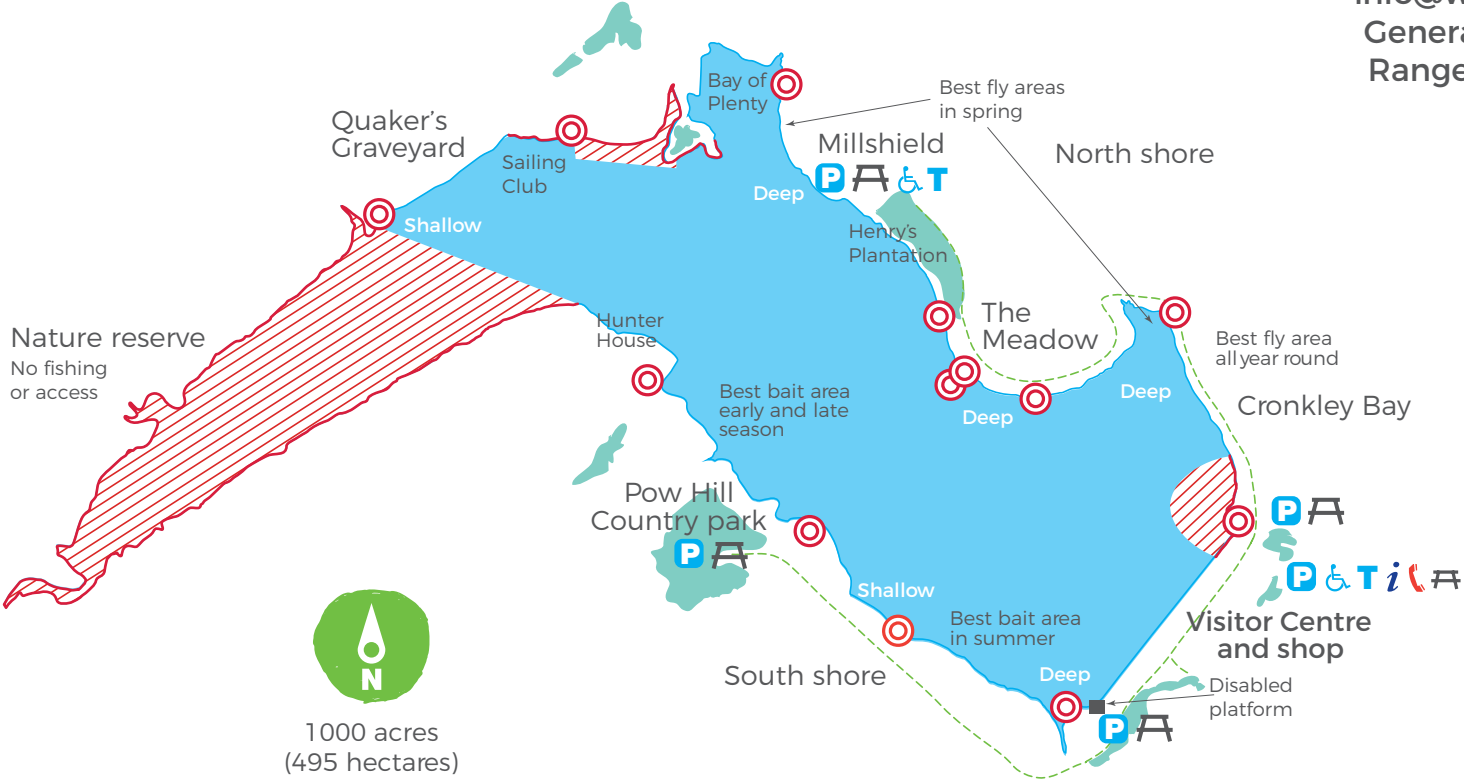 info@w
Genera
Range
Bay of
Plenty
Best fly areas
in spring
Quaker's
Graveyard
Millshield
North shore
P
T
Sailing
Club
Deep
Shallow
Henry's
Plantation
The
Meadow
Hunter
House
Nature reserve
No fishing
or access
Best fly area
all year round
Best bait area
early and late
season
Deep
Deep
Cronkley Bay
Pow Hill
Country park
P
P
P
T
i
Shallow
Best bait area
in summer
Visitor Centre
and shop
South shore
Deep
Disabled
platform
P
N
1000 acres
(495 hectares)